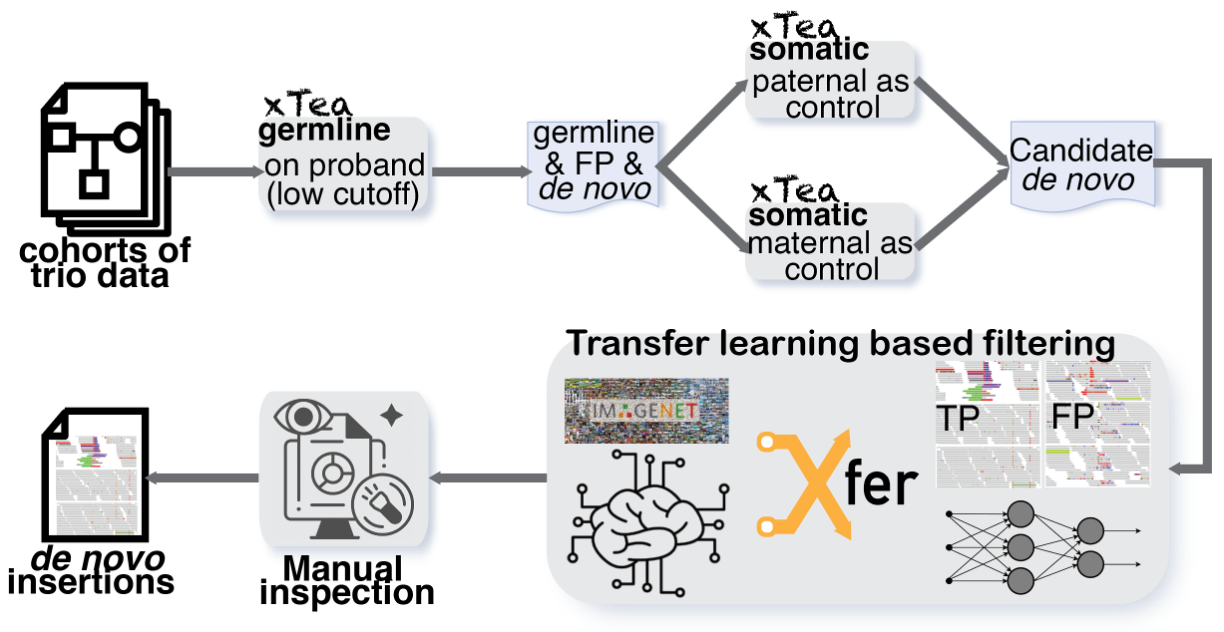 cohorts of
trio data
xTea
germline
on proband
(low cutoff)
germline
& FP &
de novo
xTea
somatic
paternal as
control
xTea
somatic
maternal as
control
Candidate
de novo
Transfer learning based filtering
IMAGENET
Xfer
TP
FP
Manual
inspection
de novo
insertions